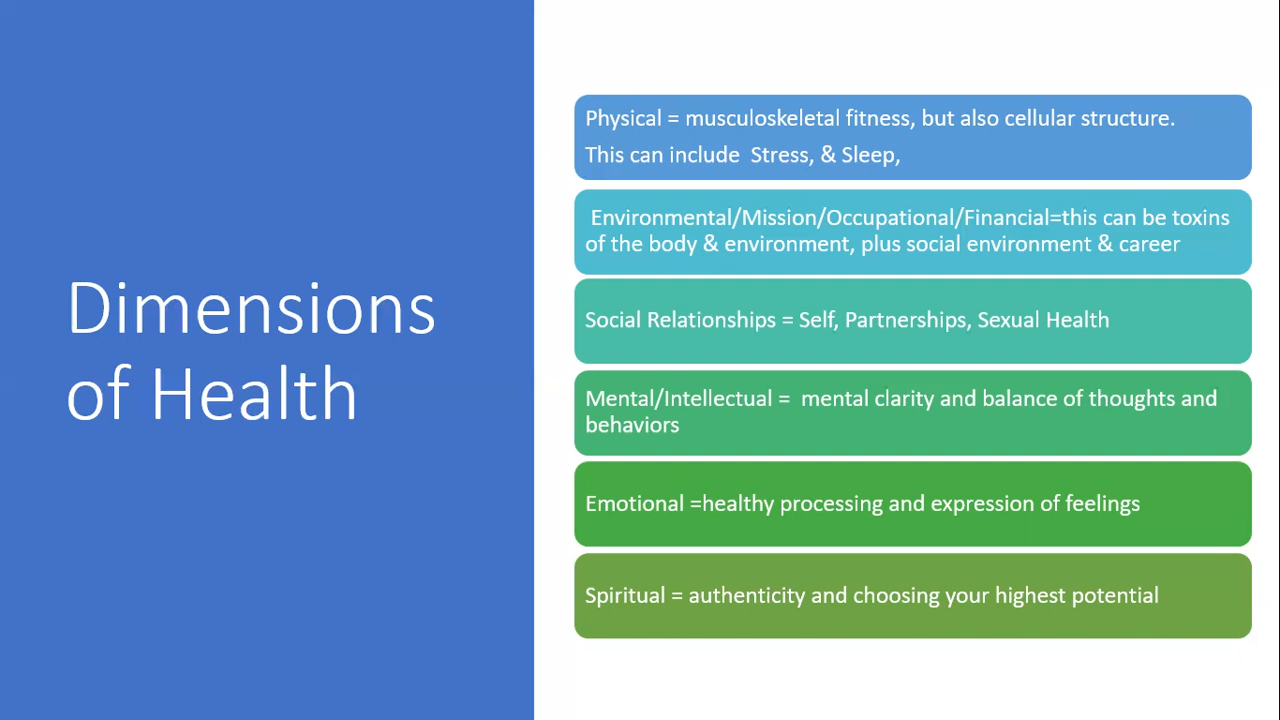 Dimensions
of Health
Physical = musculoskeletal fitness, but also cellular structure.
This can include  Stress, & Sleep,
Environmental/Mission/Occupational/Financial=this can be toxins
of the body & environment, plus social environment & career
Social Relationships = Self, Partnerships, Sexual Health
Mental/Intellectual =  mental clarity and balance of thoughts and
behaviors
Emotional =healthy processing and expression of feelings
Spiritual = authenticity and choosing your highest potential